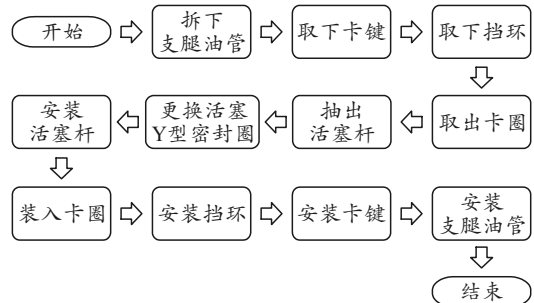 开始
拆下
支腿油管
取下卡键
取下挡环
取出卡圈
抽出
活塞杆
更换活塞
Y型密封圈
安装
活塞杆
装入卡圈
安装挡环
安装卡键
安装
支腿油管
结束